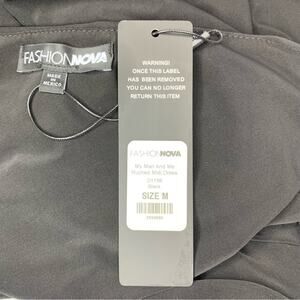 FASHIONNOVA
MADE
IN
MEXICO
WARNING!
ONCE THIS LABEL
HAS BEEN REMOVED
YOU CAN NO LONGER
RETURN THIS ITEM
FASHIONNOVA
My Man And Me
Ruched Midi Dress
Black
SIZE M